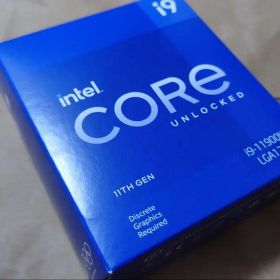 i9
intel
CORE
UNLOCKED
11TH GEN
i9-11900
LGA1
Discrete
Graphics
Required